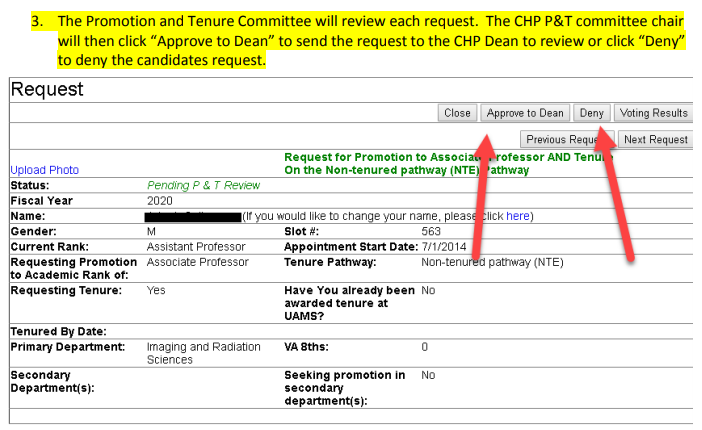 3. The Promotion and Tenure Committee will review each request. The CHP P&T committee chair
will then click “Approve to Dean” to send the request to the CHP Dean to review or click “Deny”
to deny the candidates request.
Request
Close Approve to Dean Deny Voting Results
Previous Request Next Request
Request for Promotion to Associate Professor AND Tenure
Upload Photo On the Non-tenured pathway (NTE) Pathway
Status: Pending P & T Review
Fiscal Year 2020
Name: (If you would like to change your name, please click here)
Gender: M Slot #: 563
Current Rank: Assistant Professor Appointment Start Date: 7/1/2014
Requesting Promotion Associate Professor Tenure Pathway: Non-tenured pathway (NTE)
to Academic Rank of:
Requesting Tenure: Yes Have You already been No
awarded tenure at
UAMS?
Tenured By Date:
Primary Department: Imaging and Radiation VA 8ths: 0
Sciences
Secondary Seeking promotion in No
Department(s): secondary
department(s):